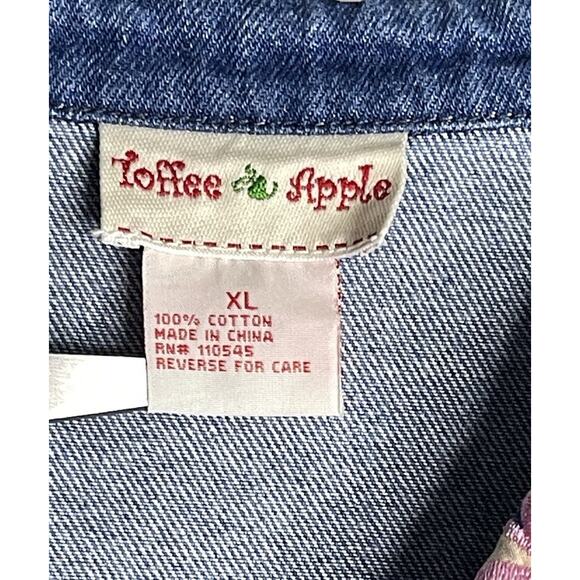 Toffee Apple
XL
100% COTTON
MADE IN CHINA
RN# 110545
REVERSE FOR CARE